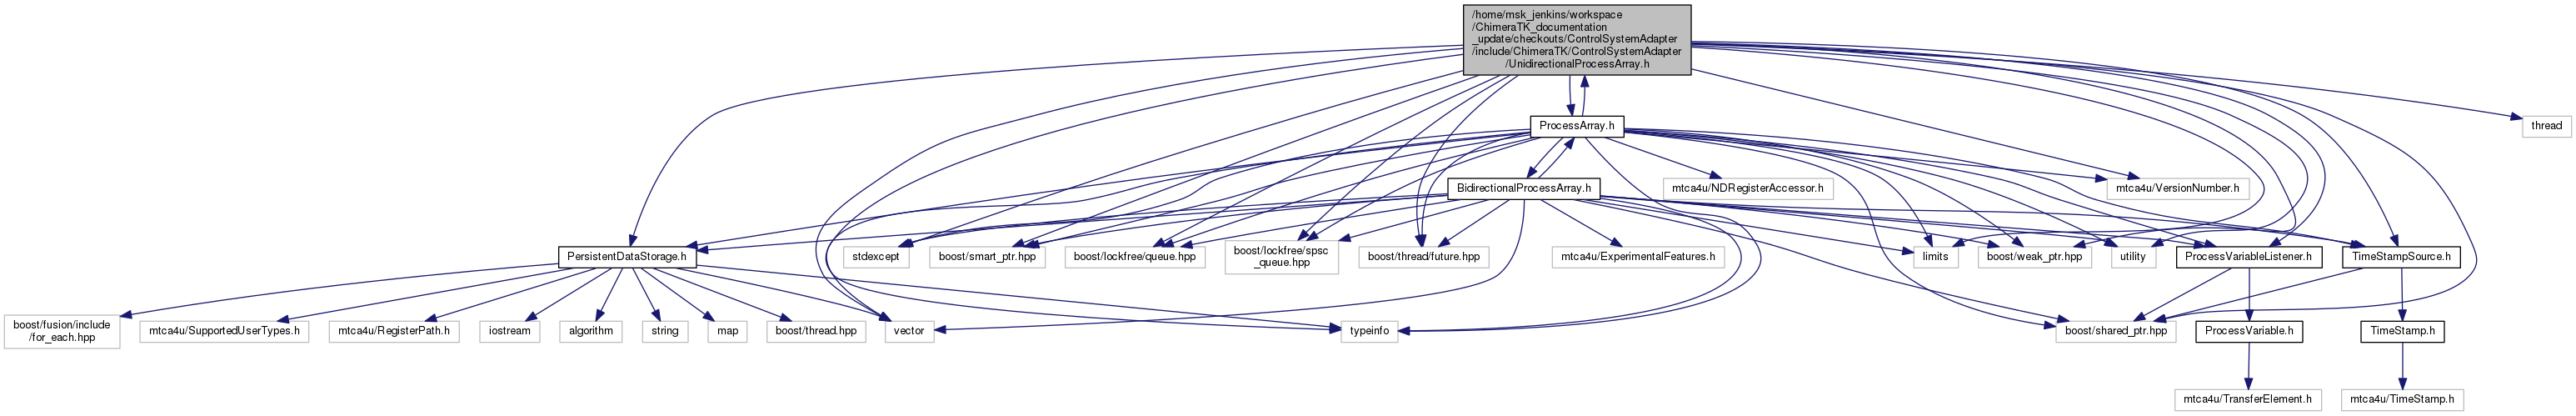 /home/msk_jenkins/workspace
/ChimeraTK_documentation
_update/checkouts/ControlSystemAdapter
/include/ChimeraTK/ControlSystemAdapter
/UnidirectionalProcessArray.h
ProcessArray.h
thread
BidirectionalProcessArray.h
mtca4u/NDRegisterAccessor.h
mtca4u/VersionNumber.h
PersistentDataStorage.h
stdexcept
boost/smart_ptr.hpp
boost/lockfree/queue.hpp
boost/lockfree/spsc
_queue.hpp
boost/thread/future.hpp
mtca4u/ExperimentalFeatures.h
limits
boost/weak_ptr.hpp
utility
ProcessVariableListener.h
TimeStampSource.h
boost/fusion/include
/for_each.hpp
mtca4u/SupportedUserTypes.h
mtca4u/RegisterPath.h
iostream
algorithm
string
map
boost/thread.hpp
vector
typeinfo
boost/shared_ptr.hpp
ProcessVariable.h
TimeStamp.h
mtca4u/TransferElement.h
mtca4u/TimeStamp.h